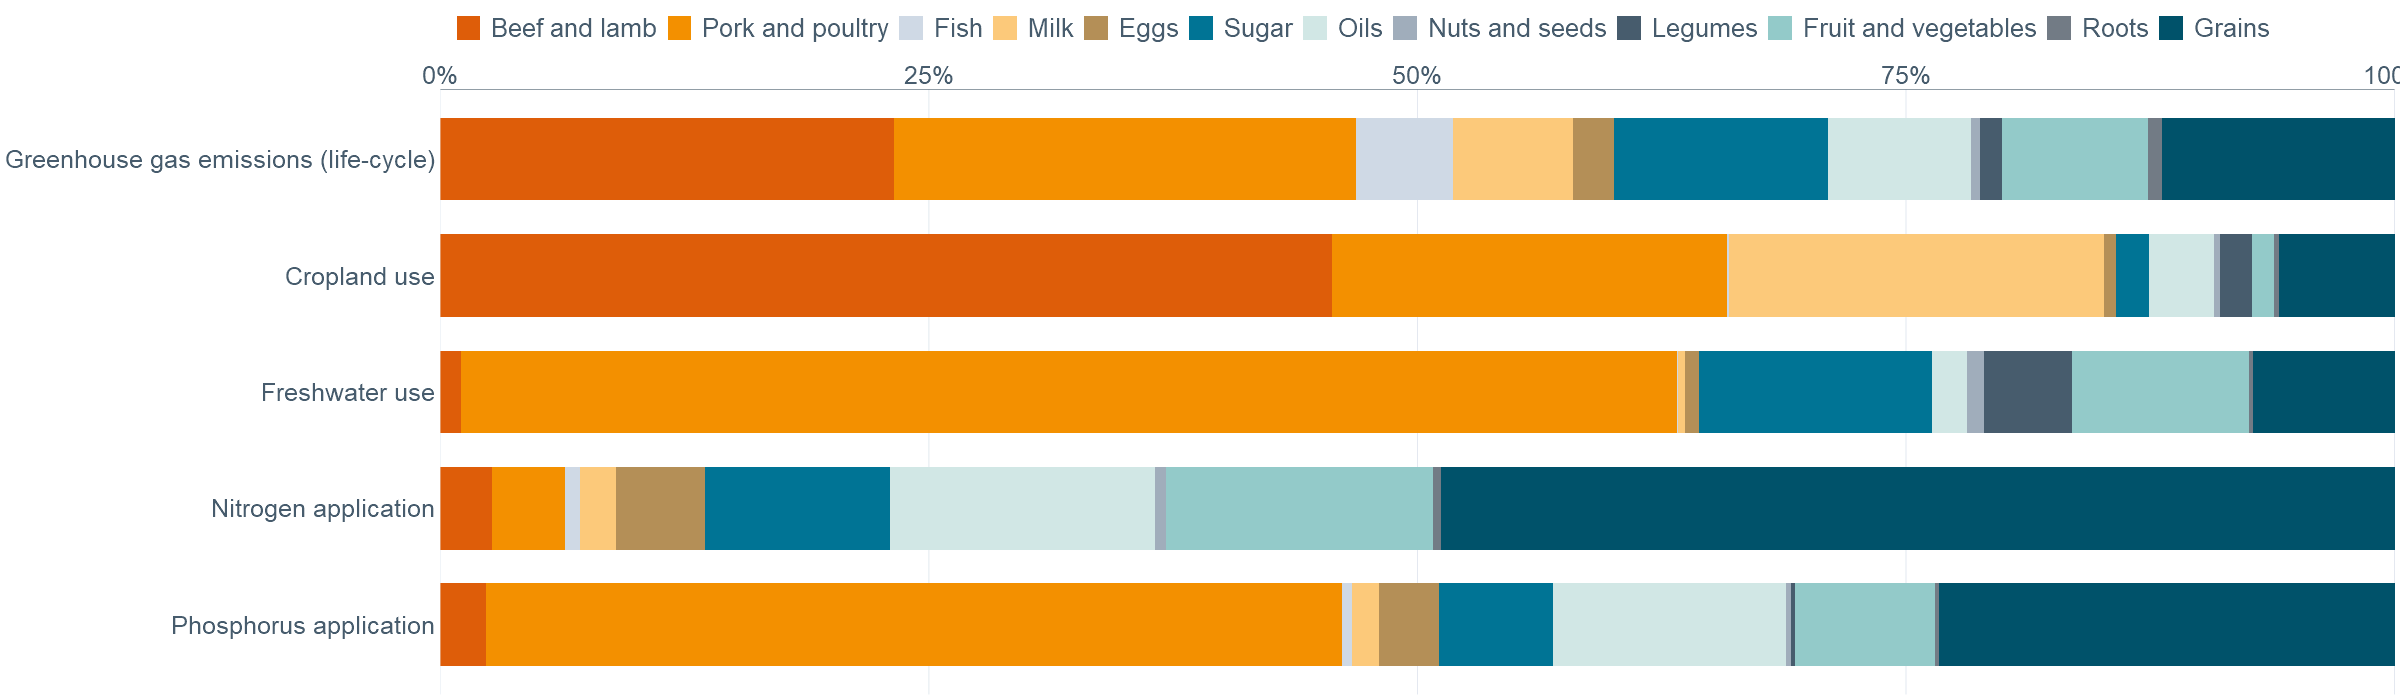 Beef and lamb Pork and poultry Fish Milk Eggs Sugar Oils Nuts and seeds Legumes Fruit and vegetables Roots Grains
0% 25% 50% 75% 100
Greenhouse gas emissions (life-cycle)
Cropland use
Freshwater use
Nitrogen application
Phosphorus application